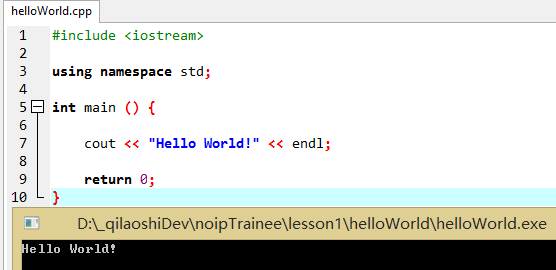 helloWorld.cpp
1 #include <iostream>
2
3 using namespace std;
4
5 int main () {
6
7 cout << "Hello World!" << endl;
8
9 return 0;
10 }
D:\_qilaoshiDev\noipTrainee\lesson1\helloWorld\helloWorld.exe
Hello World!